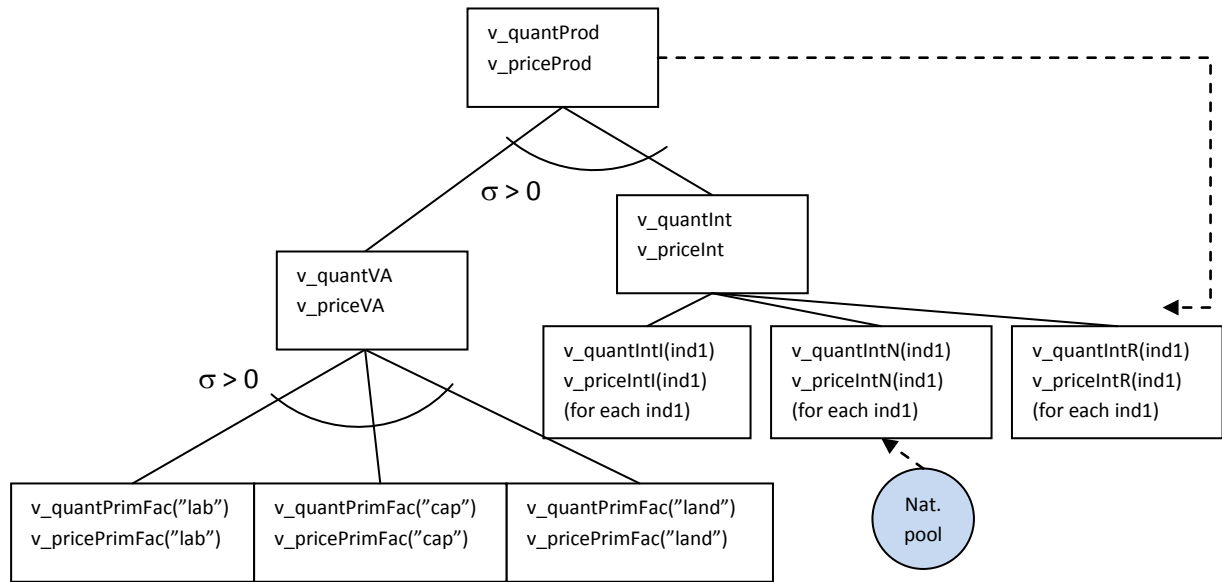 v_quantProd
v_priceProd
σ > 0
v_quantInt
v_priceInt
v_quantVA
v_priceVA
σ > 0
v_quantIntI(ind1)
v_priceIntI(ind1)
(for each ind1)
v_quantIntN(ind1)
v_priceIntN(ind1)
(for each ind1)
v_quantIntR(ind1)
v_priceIntR(ind1)
(for each ind1)
v_quantPrimFac(”lab”)
v_pricePrimFac(”lab”)
v_quantPrimFac(”cap”)
v_pricePrimFac(”cap”)
v_quantPrimFac(”land”)
v_pricePrimFac(”land”)
Nat.
pool